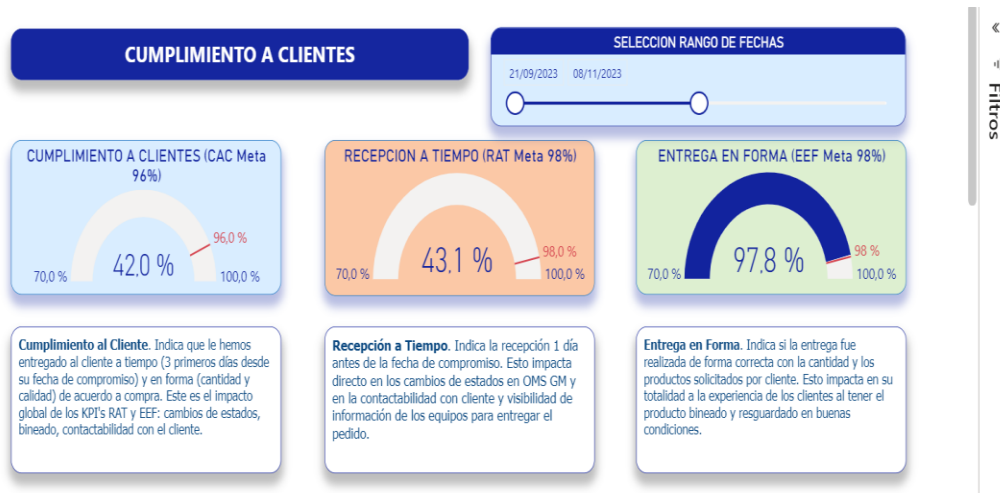 CUMPLIMIENTO A CLIENTES
SELECCION RANGO DE FECHAS
21/09/2023 08/11/2023
Filtros
CUMPLIMIENTO A CLIENTES (CAC Meta
96%)
96,0 %
42,0 %
70,0 %
100,0 %
RECEPCION A TIEMPO (RAT Meta 98%)
98,0 %
43,1 %
70,0 %
100,0 %
ENTREGA EN FORMA (EEF Meta 98%)
98 %
97,8 %
70,0 %
100,0 %
Cumplimiento al Cliente. Indica que le hemos
entregado al cliente a tiempo (3 primeros días desde
su fecha de compromiso) y en forma (cantidad y
calidad) de acuerdo a compra. Este es el impacto
global de los KPI's RAT y EEF: cambios de estados,
bineado, contactabilidad con el cliente.
Recepción a Tiempo. Indica la recepción 1 día
antes de la fecha de compromiso. Esto impacta
directo en los cambios de estados en OMS GM y
en la contactabilidad con cliente y visibilidad de
información de los equipos para entregar el
pedido.
Entrega en Forma. Indica si la entrega fue
realizada de forma correcta con la cantidad y los
productos solicitados por cliente. Esto impacta en su
totalidad a la experiencia de los clientes al tener el
producto bineado y resguardado en buenas
condiciones.